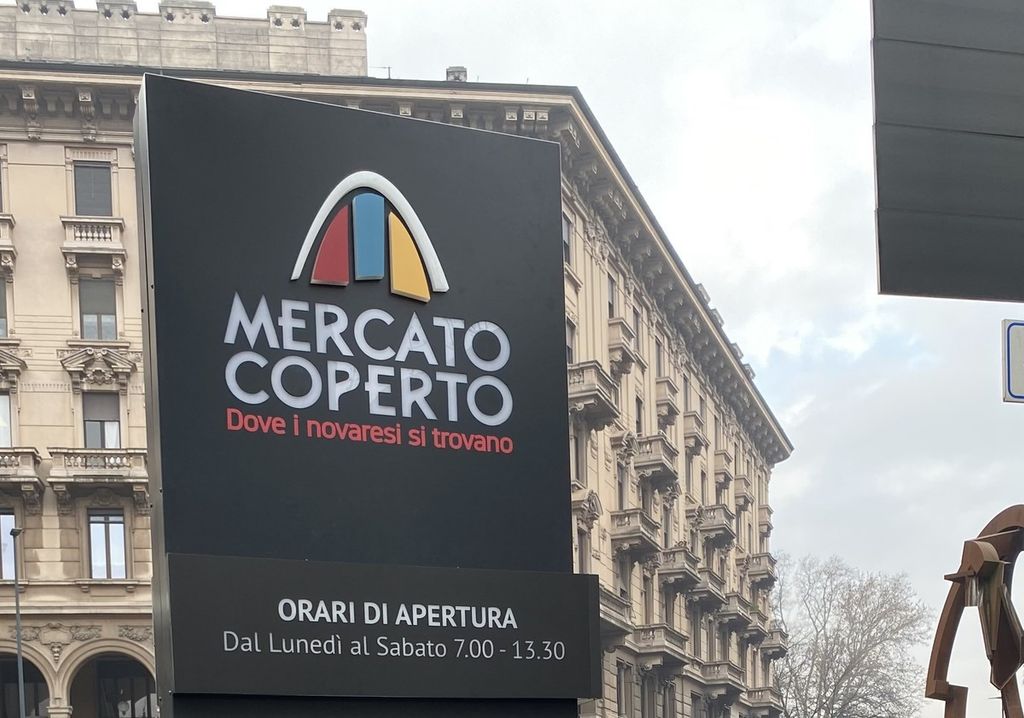 MERCATO
COPERTO
Dove i novaresi si trovano
ORARI DI APERTURA
Dal Lunedì al Sabato 7.00 - 13.30